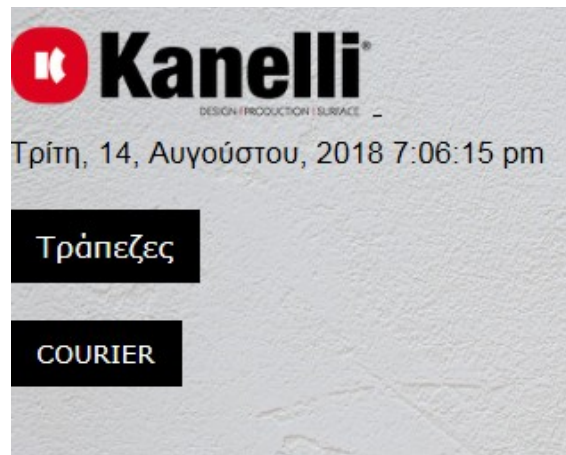 Kanelli®
DESIGN | PRODUCTION | SURFACE
Τρίτη, 14, Αυγούστου, 2018 7:06:15 pm
Τράπεζες
COURIER